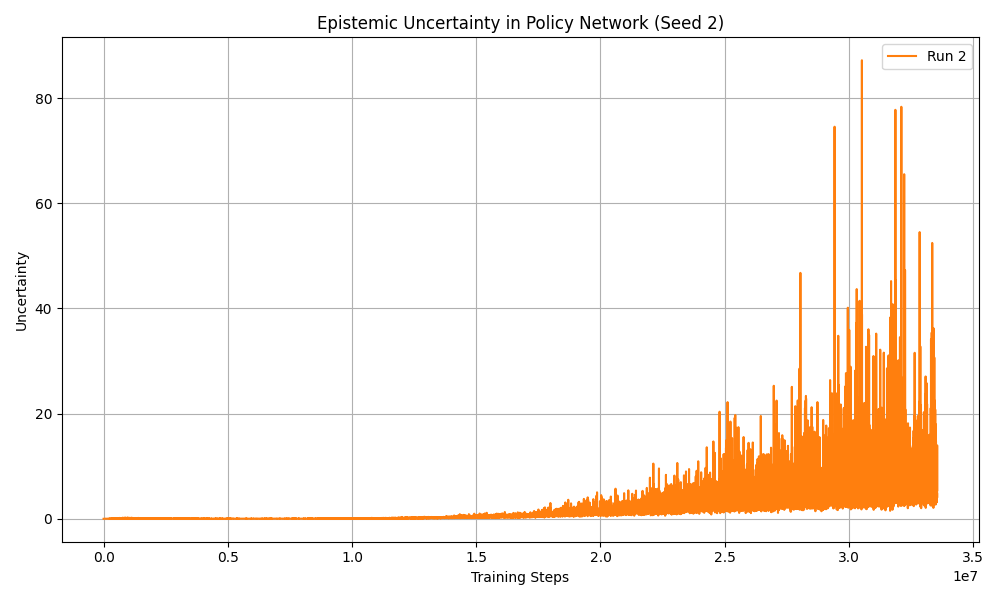 Epistemic Uncertainty in Policy Network (Seed 2)
Run 2
Uncertainty
80
60
40
20
0
0.0 0.5 1.0 1.5 2.0 2.5 3.0 3.5
1e7
Training Steps